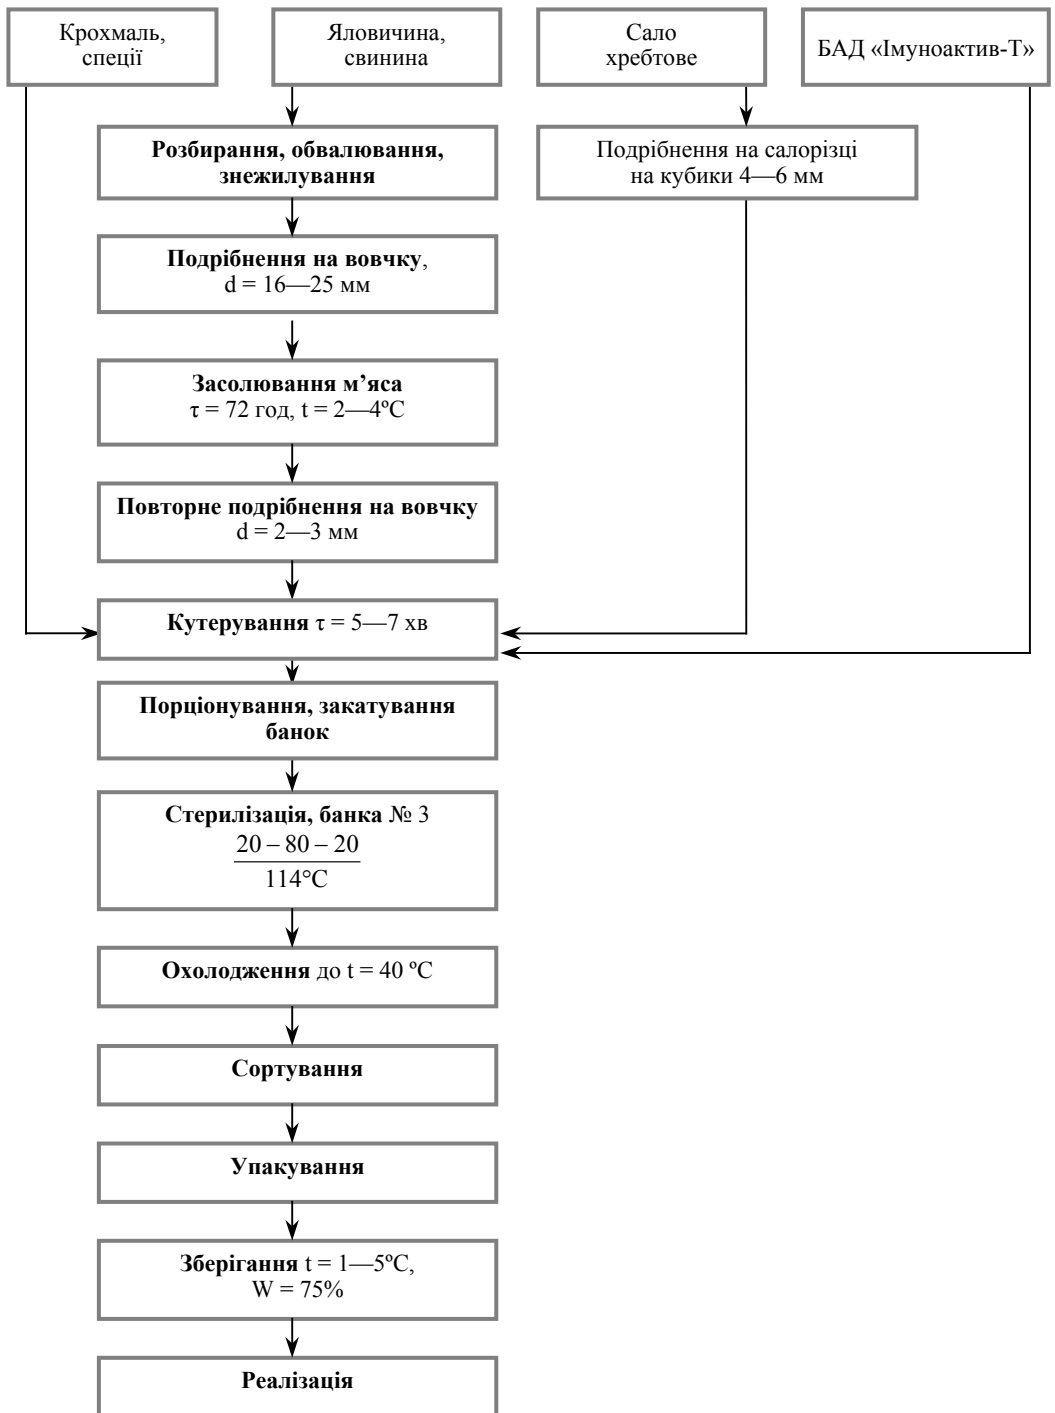 Крохмаль,
спеції
Яловичина,
свинина
Сало
хребтове
БАД «Імуноактив-Т»
Розбирання, обвалювання,
знежилування
Подрібнення на салорізці
на кубики 4—6 мм
Подрібнення на вовчку,
d = 16—25 мм
Засолювання м’яса
τ = 72 год, t = 2—4ºС
Повторне подрібнення на вовчку
d = 2—3 мм
Кутерування τ = 5—7 хв
Порціонування, закатування
банок
Стерилізація, банка № 3
20 – 80 – 20
114°С
Охолодження до t = 40 ºС
Сортування
Упакування
Зберігання t = 1—5ºС,
W = 75%
Реалізація